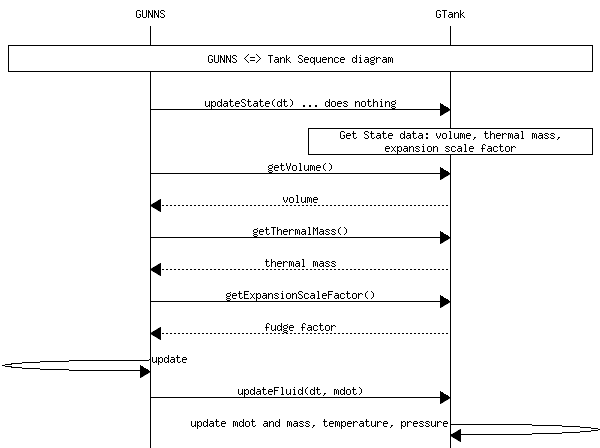 GUNNS GTank
GUNNS <=> Tank Sequence diagram
updateState(dt) ... does nothing
Get State data: volume, thermal mass,
expansion scale factor
getVolume()
volume
getThermalMass()
thermal mass
getExpansionScaleFactor()
fudge factor
update
updateFluid(dt, mdot)
update mdot and mass, temperature, pressure